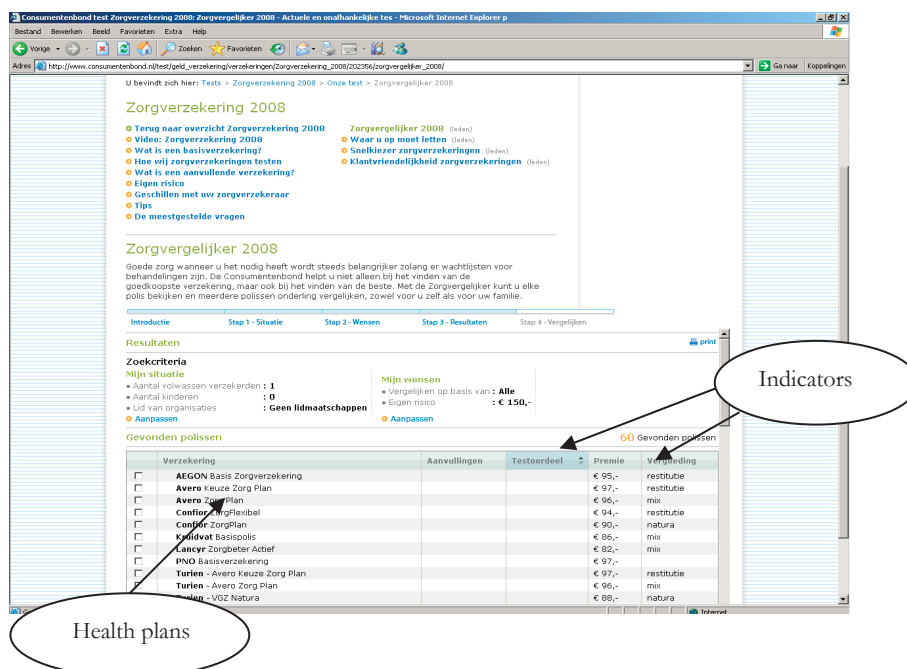 Consumentenbond test Zorgverzekering 2008: Zorgvergelijker 2008 - Actuele en onafhankelijke tes - Microsoft Internet Explorer p
Bestand Bewerken Beeld Favorieten Extra Help
Vorige Zoeken Favorieten
Adres http://www.consumentenbond.nl/test/geld_verzekering/verzekeringen/Zorgverzekering_2008/202356/zorgvergelijker_2008/ Ga naar Koppelingen
U bevindt zich hier: Tests > Zorgverzekering 2008 > Onze test > Zorgvergelijker 2008
Zorgverzekering 2008
Terug naar overzicht Zorgverzekering 2008 Zorgvergelijker 2008 (leden)
Video: Zorgverzekering 2008 Waar u op moet letten (leden)
Wat is een basisverzekering? Snelkiezer zorgverzekeringen (leden)
Hoe wij zorgverzekeringen testen Klantvriendelijkheid zorgverzekeringen (leden)
Wat is een aanvullende verzekering?
Eigen risico
Geschillen met uw zorgverzekeraar
Tips
De meestgestelde vragen
Zorgvergelijker 2008
Goede zorg wanneer u het nodig heeft wordt steeds belangrijker zolang er wachtlijsten voor
behandelingen zijn. De Consumentenbond helpt u niet alleen bij het vinden van de
goedkoopste verzekering, maar ook bij het vinden van de beste. Met de Zorgvergelijker kunt u elke
polis bekijken en meerdere polissen onderling vergelijken, zowel voor u zelf als voor uw familie.
Introductie Stap 1 - Situatie Stap 2 - Wensen Stap 3 - Resultaten Stap 4 - Vergelijken
Resultaten print
Zoekcriteria
Mijn situatie Mijn wensen
Aantal volwassen verzekerden : 1 Vergelijken op basis van : Alle
Aantal kinderen : 0 Eigen risico : € 150,-
Lid van organisaties : Geen lidmaatschappen
Aanpassen Aanpassen
Indicators
Gevonden polissen 60 Gevonden polissen
Verzekering Aanvullingen Testoordeel Premie Vergoeding
AEGON Basis Zorgverzekering € 95,- restitutie
Avero Keuze Zorg Plan € 97,- restitutie
Avero Zorg Plan € 96,- mix
Confior ZorgFlexibel € 94,- restitutie
Confior ZorgPlan € 90,- natura
Kruidvat Basispolis € 86,- mix
Lancyr Zorgbeter Actief € 82,- mix
PNO Basisverzekering € 97,-
Turien - Avero Keuze Zorg Plan € 97,- restitutie
Turien - Avero Zorg Plan € 96,- mix
Turien - VGZ Natura € 88,- natura
Internet
Health plans